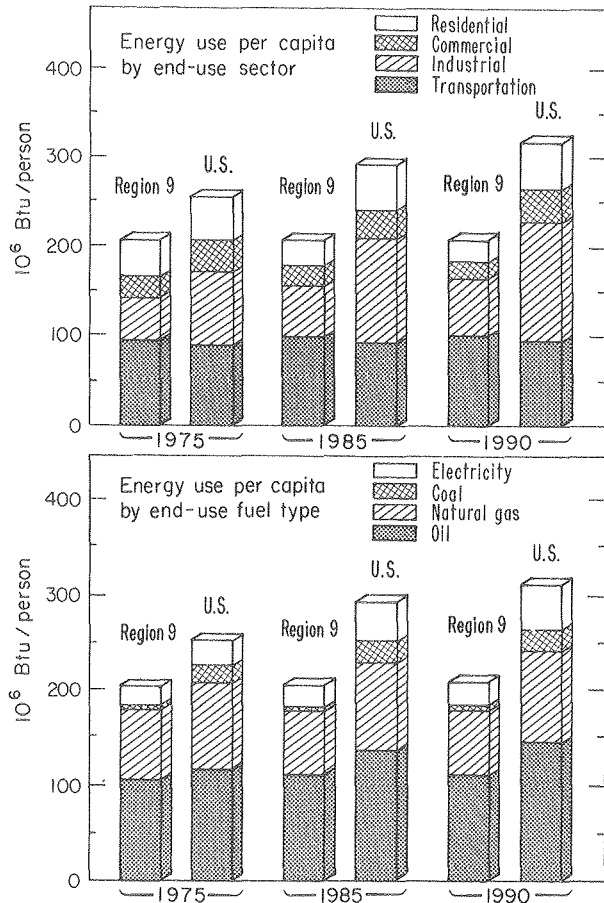 Energy use per capita
by end-use sector
Residential
Commercial
Industrial
Transportation
10⁶ Btu/person
400
300
200
100
0
Region 9
U.S.
Region 9
U.S.
Region 9
U.S.
1975
1985
1990
Energy use per capita
by end-use fuel type
Electricity
Coal
Natural gas
Oil
10⁶ Btu/person
400
300
200
100
0
Region 9
U.S.
Region 9
U.S.
Region 9
U.S.
1975
1985
1990